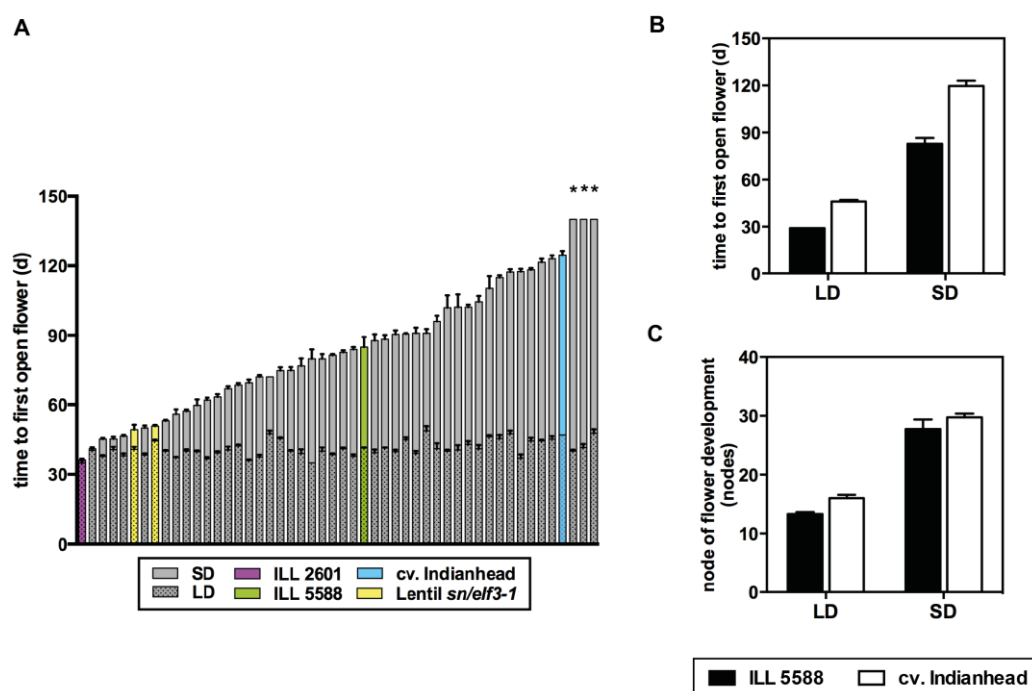 A
time to first open flower (d)
150
120
90
60
30
0
***
SD
ILL 2601
cv. Indianhead
LD
ILL 5588
Lentil sn/elf3-1
B
time to first open flower (d)
150
120
90
60
30
0
LD
SD
C
node of flower development
(nodes)
40
30
20
10
0
LD
SD
ILL 5588
cv. Indianhead